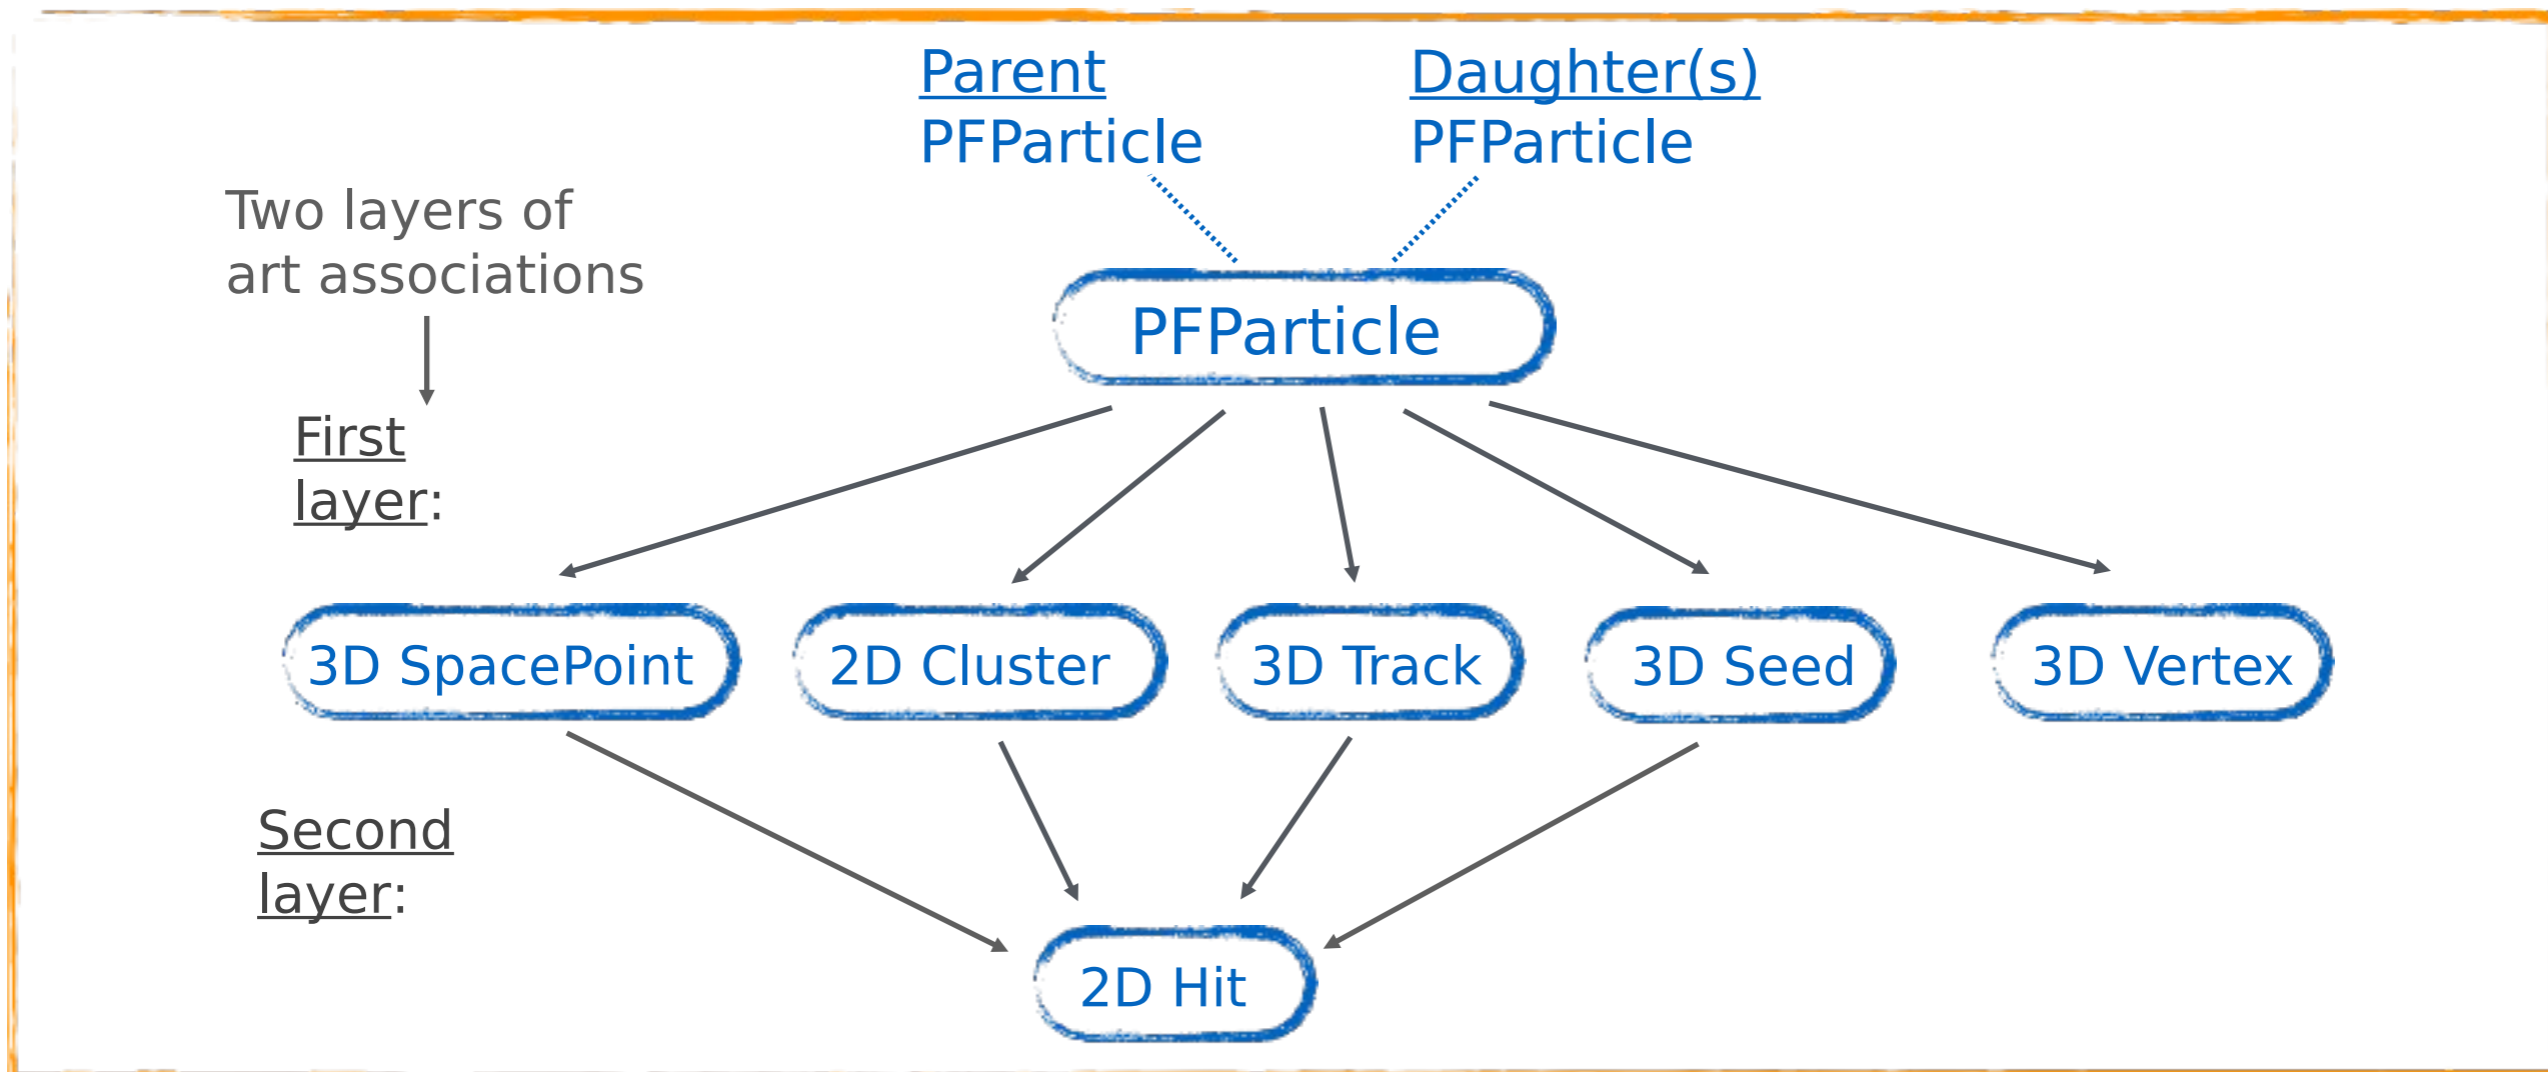 Parent
PFParticle
Daughter(s)
PFParticle
Two layers of
art associations
PFParticle
First
layer:
3D SpacePoint
2D Cluster
3D Track
3D Seed
3D Vertex
Second
layer:
2D Hit